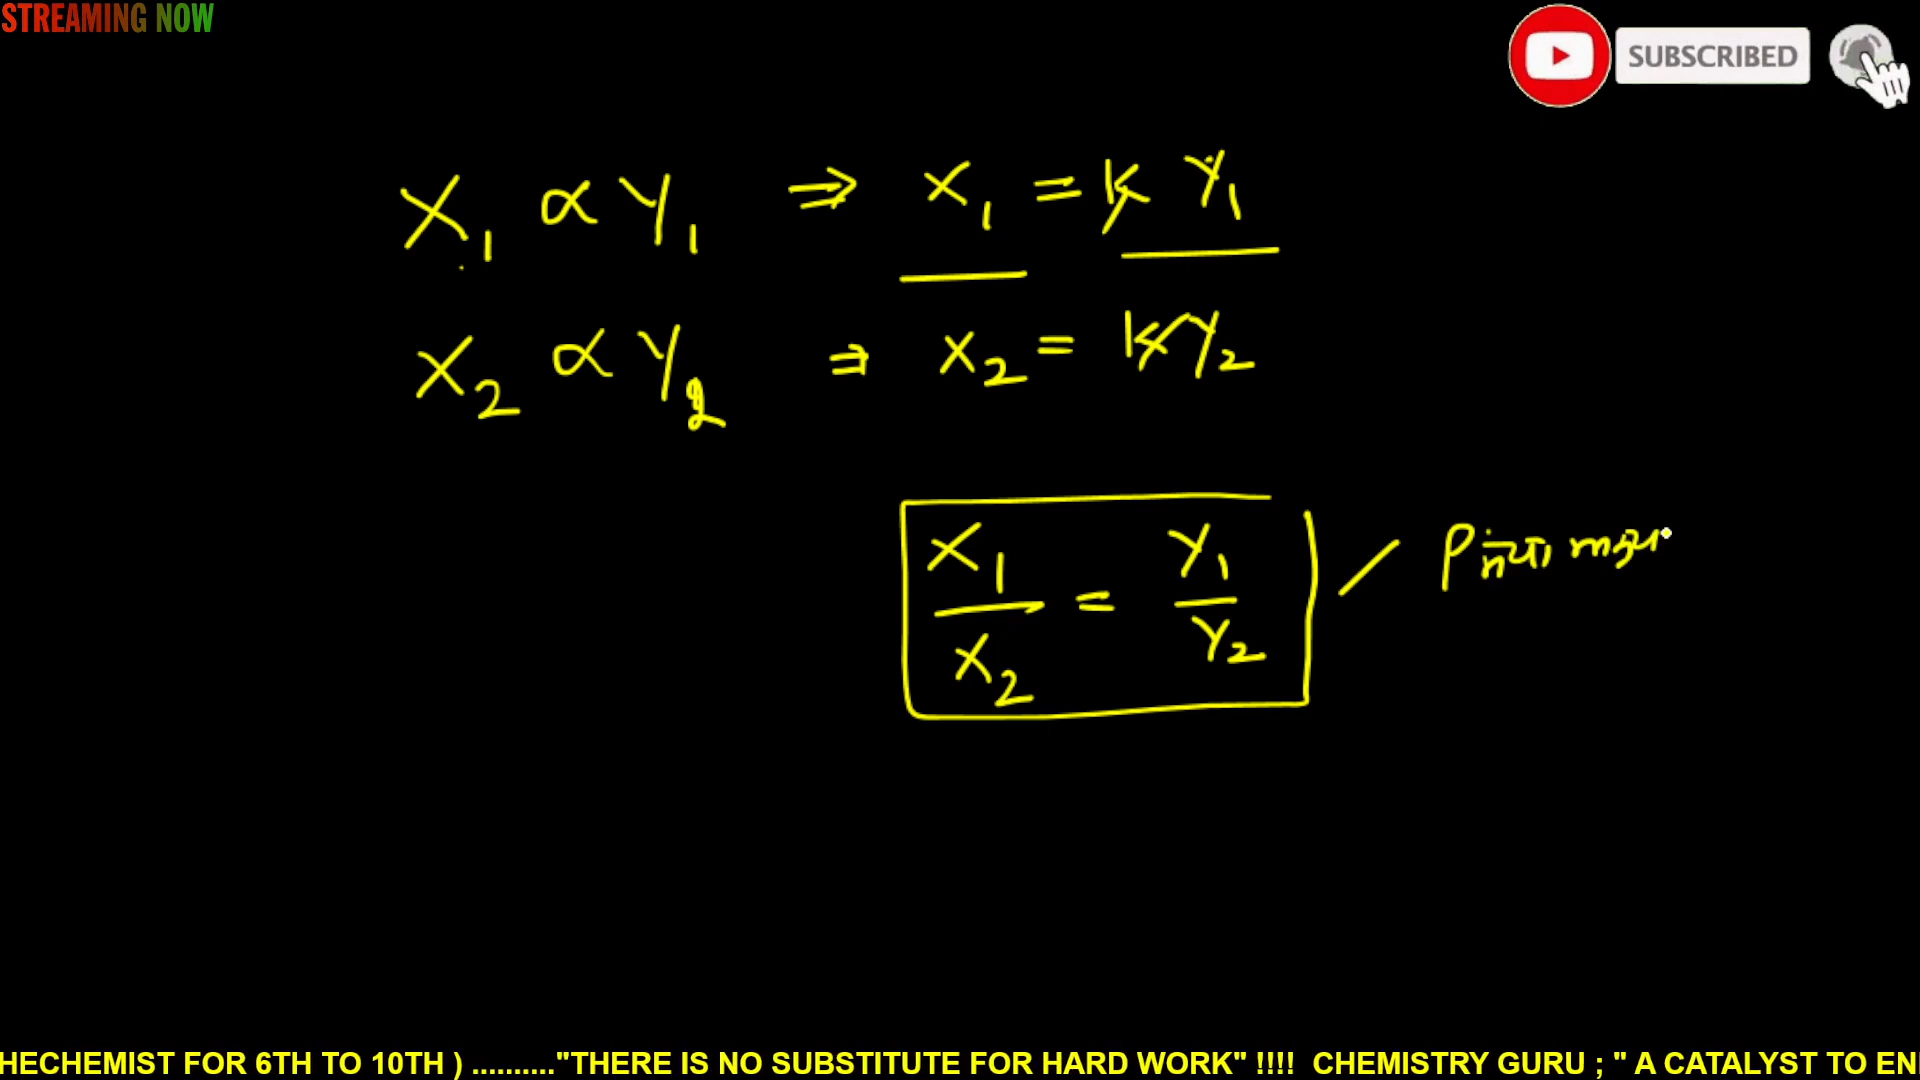 STREAMING NOW
SUBSCRIBED
X₁ ∝ Y₁ ⇒ X₁ = K Y₁
X₂ ∝ Y₂ ⇒ X₂ = K Y₂
X₁/X₂ = Y₁/Y₂
HECHEMIST FOR 6TH TO 10TH ) .........."THERE IS NO SUBSTITUTE FOR HARD WORK" !!!! CHEMISTRY GURU ; " A CATALYST TO EN